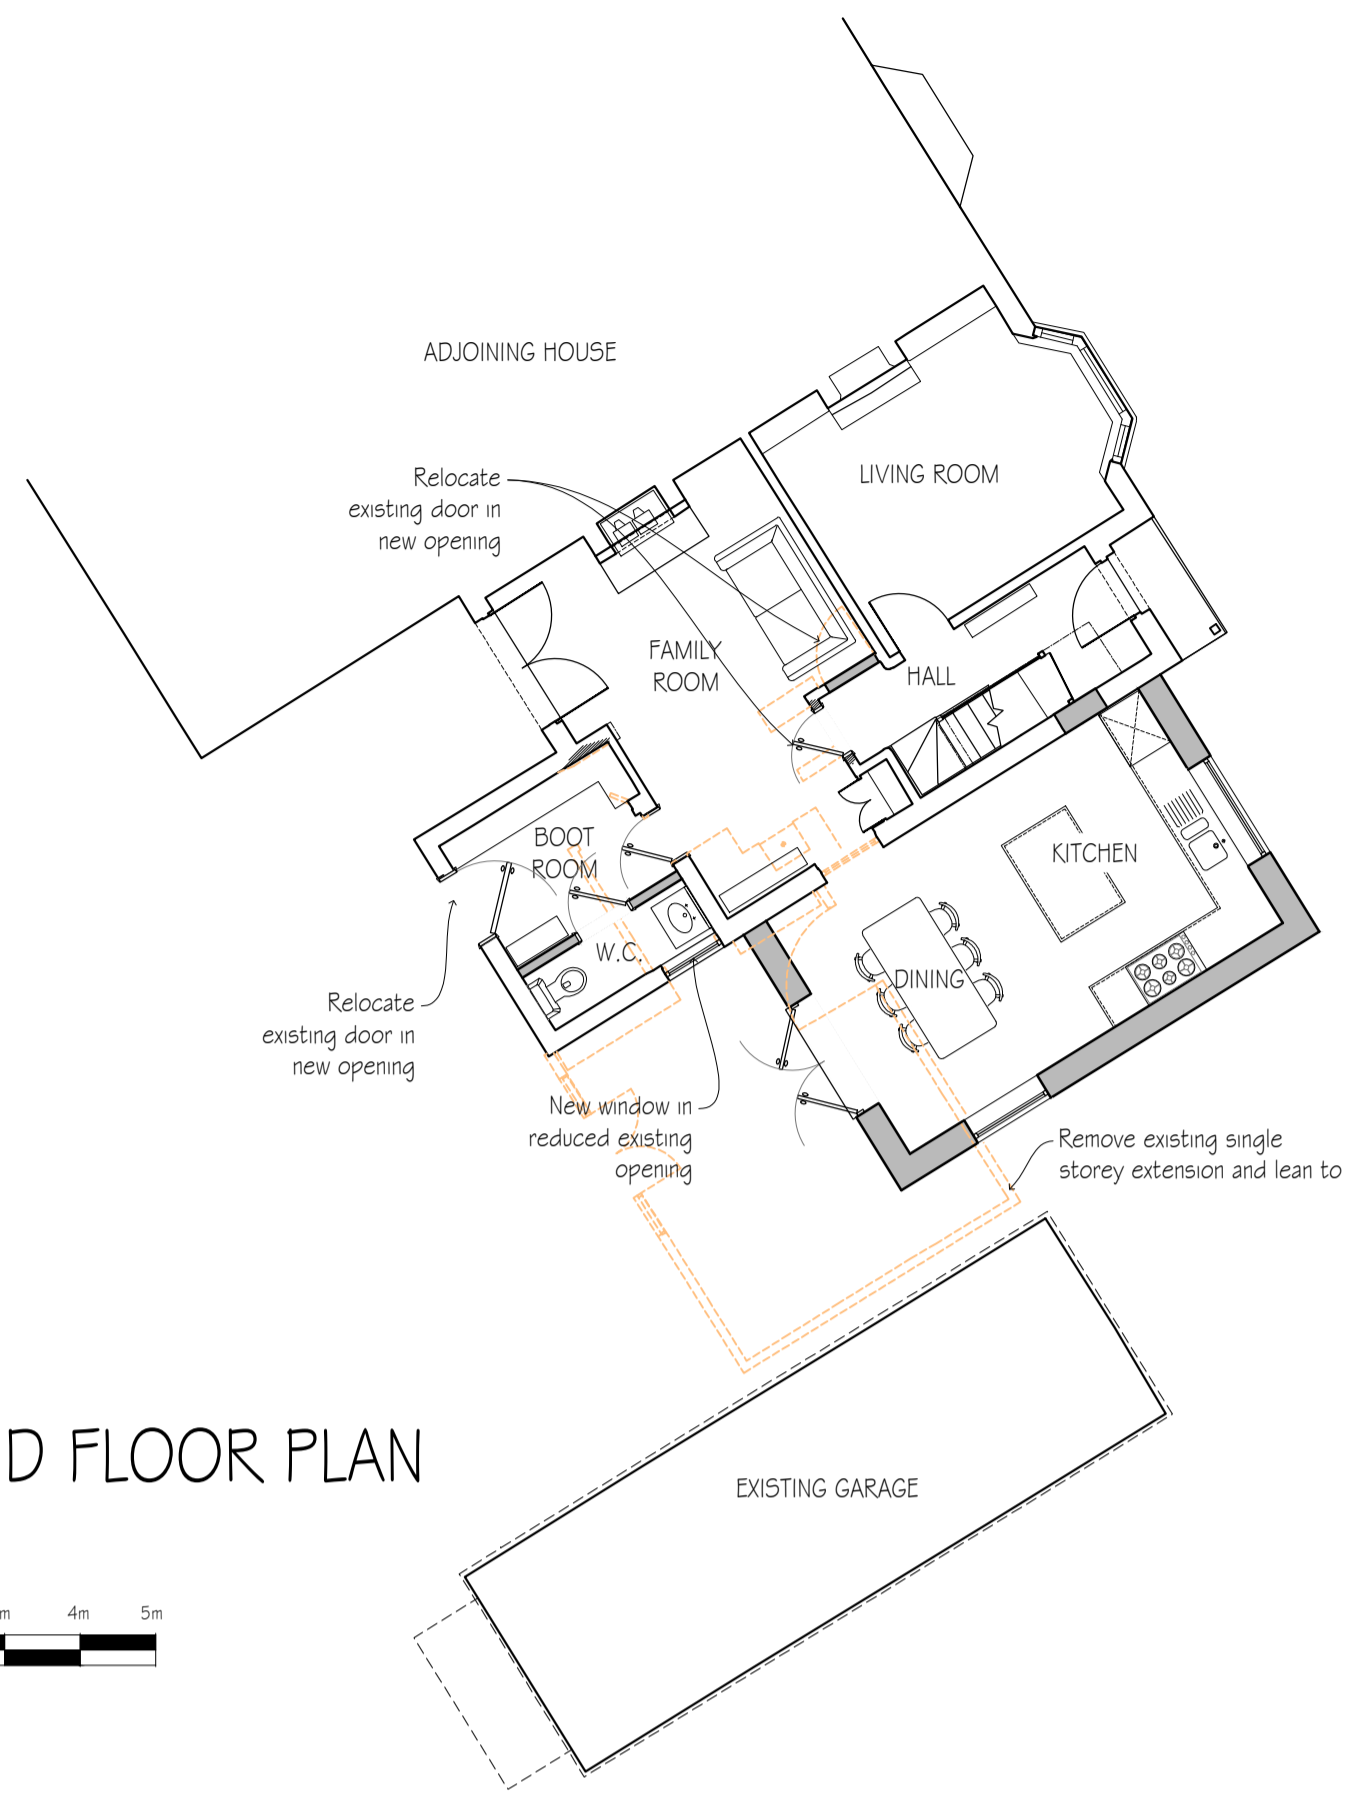 ADJOINING HOUSE
Relocate
existing door in
new opening
LIVING ROOM
FAMILY
ROOM
HALL
BOOT
ROOM
KITCHEN
W.C.
DINING
Relocate
existing door in
new opening
New window in
reduced existing
opening
Remove existing single
storey extension and lean to
D FLOOR PLAN
EXISTING GARAGE
m 4m 5m